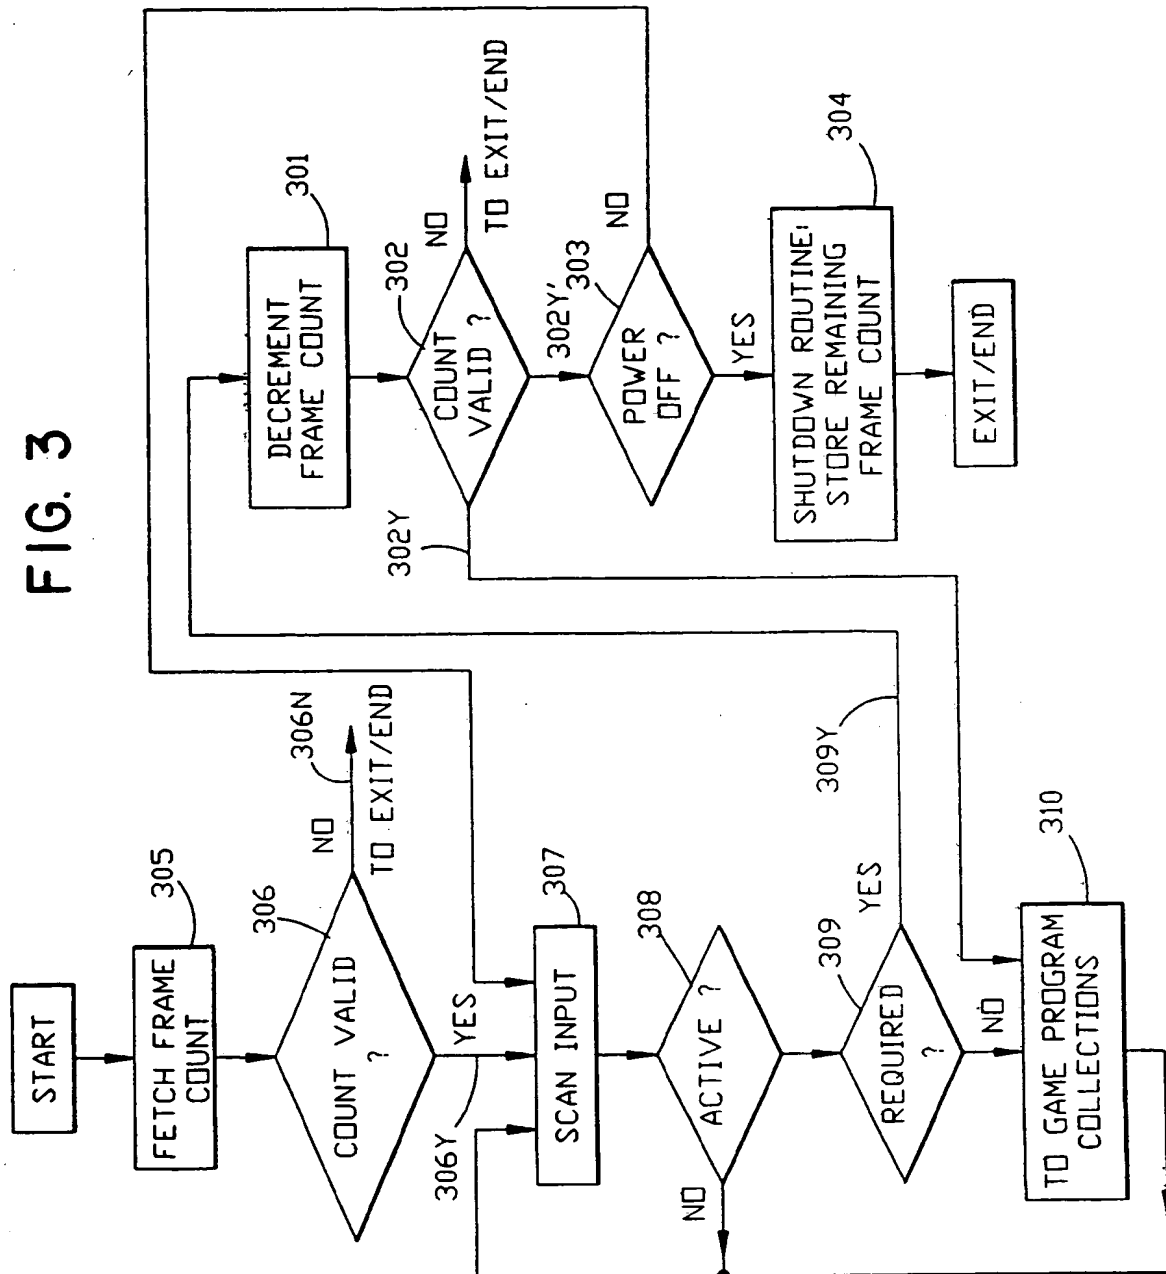 FIG. 3
START
FETCH FRAME
COUNT
305
COUNT VALID
?
306
NO
306N
TO EXIT/END
YES
306Y
SCAN INPUT
307
ACTIVE ?
308
NO
REQUIRED
?
309
YES
309Y
NO
TO GAME PROGRAM
COLLECTIONS
310
DECREMENT
FRAME COUNT
301
COUNT
VALID ?
302
NO
TO EXIT/END
302Y
302Y'
POWER
OFF ?
303
NO
YES
SHUTDOWN ROUTINE:
STORE REMAINING
FRAME COUNT
304
EXIT/END